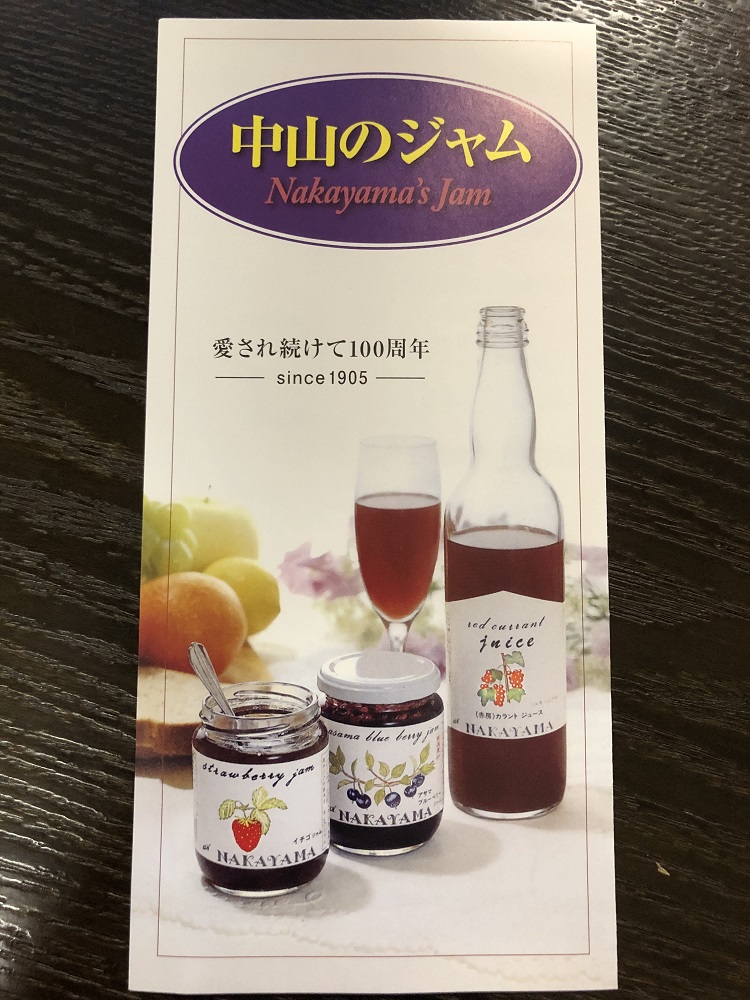 中山のジャム
Nakayama's Jam
愛され続けて100周年
since1905
red currant
juice
(赤房)カラント ジュース
NAKAYAMA
asama blue berry jam
アサマ
ブルーベリー
NAKAYAMA
strawberry jam
イチゴジャム
NAKAYAMA